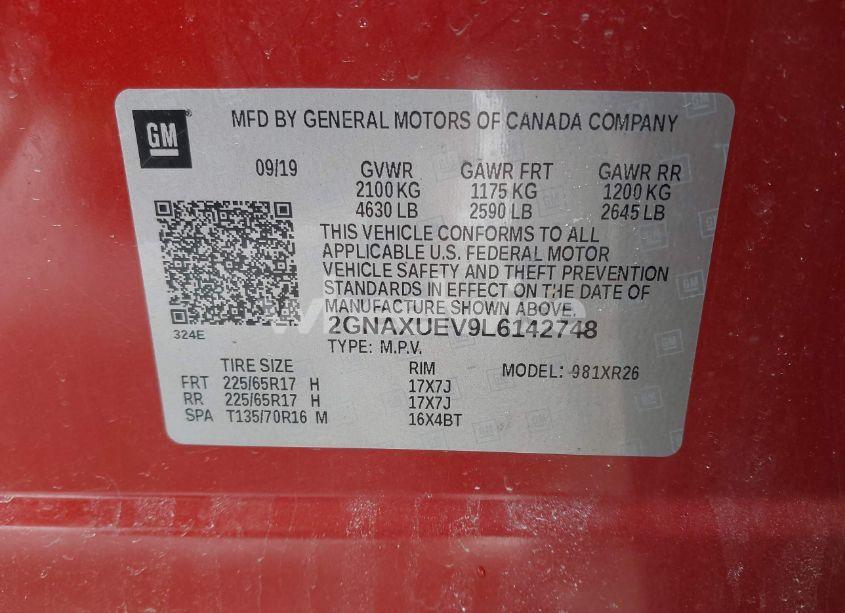 GM
MFD BY GENERAL MOTORS OF CANADA COMPANY
09/19 GVWR GAWR FRT GAWR RR
2100 KG 1175 KG 1200 KG
4630 LB 2590 LB 2645 LB
THIS VEHICLE CONFORMS TO ALL
APPLICABLE U.S. FEDERAL MOTOR
VEHICLE SAFETY AND THEFT PREVENTION
STANDARDS IN EFFECT ON THE DATE OF
MANUFACTURE SHOWN ABOVE.
2GNAXUEV9L6142748
324E
TYPE: M.P.V.
TIRE SIZE RIM MODEL: 981XR26
FRT 225/65R17 H 17X7J
RR 225/65R17 H 17X7J
SPA T135/70R16 M 16X4BT